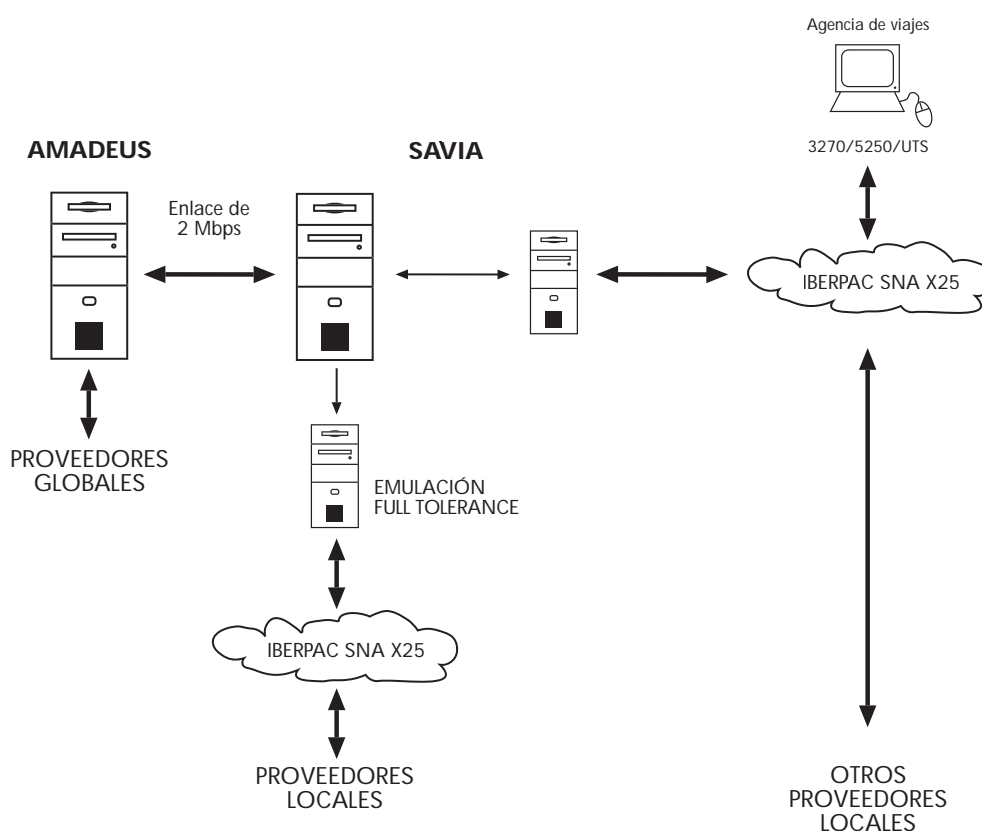 Agencia de viajes
3270/5250/UTS
AMADEUS
SAVIA
Enlace de
2 Mbps
IBERPAC SNA X25
PROVEEDORES
GLOBALES
EMULACIÓN
FULL TOLERANCE
IBERPAC SNA X25
PROVEEDORES
LOCALES
OTROS
PROVEEDORES
LOCALES